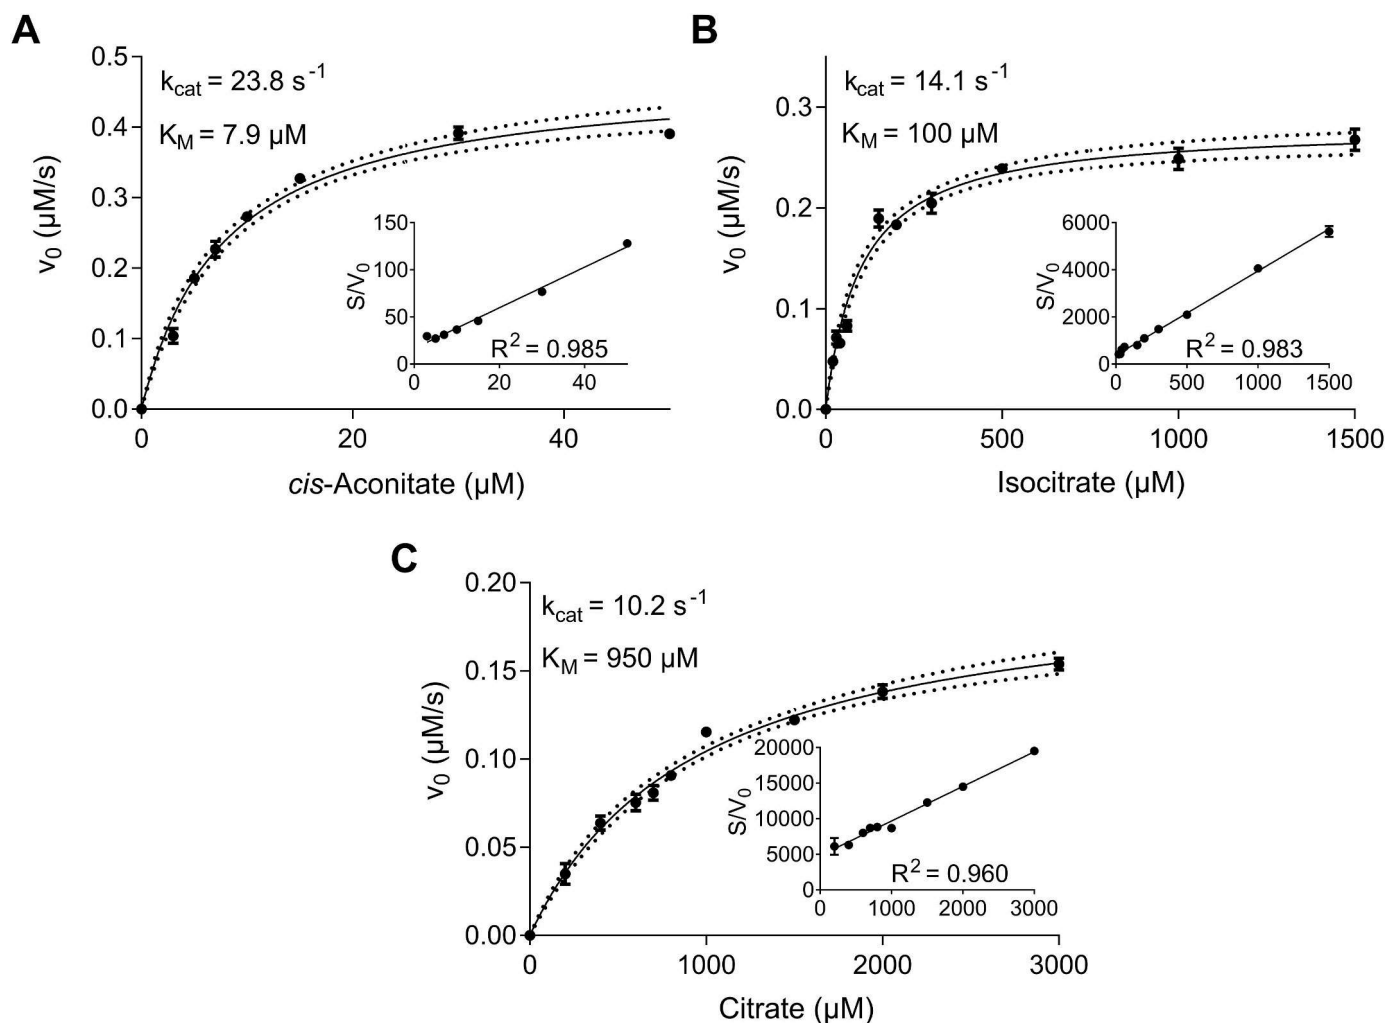 A
k_cat = 23.8 s^-1
K_M = 7.9 µM
v_0 (µM/s)
0.5
0.4
0.3
0.2
0.1
0.0
0 20 40
cis-Aconitate (µM)
S/V_0
150
100
50
0
0 20 40
R^2 = 0.985
B
k_cat = 14.1 s^-1
K_M = 100 µM
v_0 (µM/s)
0.3
0.2
0.1
0.0
0 500 1000 1500
Isocitrate (µM)
S/V_0
6000
4000
2000
0
0 500 1000 1500
R^2 = 0.983
C
k_cat = 10.2 s^-1
K_M = 950 µM
v_0 (µM/s)
0.20
0.15
0.10
0.05
0.00
0 1000 2000 3000
Citrate (µM)
S/V_0
20000
15000
10000
5000
0
0 1000 2000 3000
R^2 = 0.960